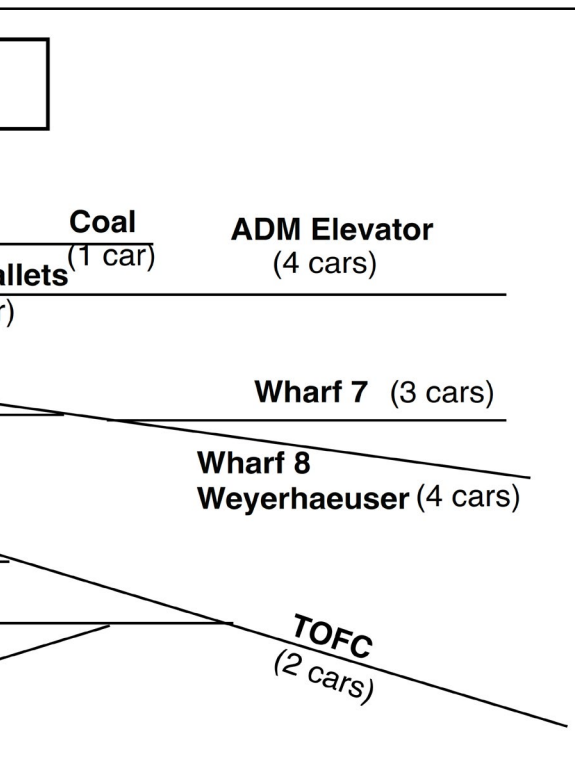 Coal
(1 car)
ADM Elevator
(4 cars)
allets
r)
Wharf 7 (3 cars)
Wharf 8
Weyerhaeuser (4 cars)
TOFC
(2 cars)